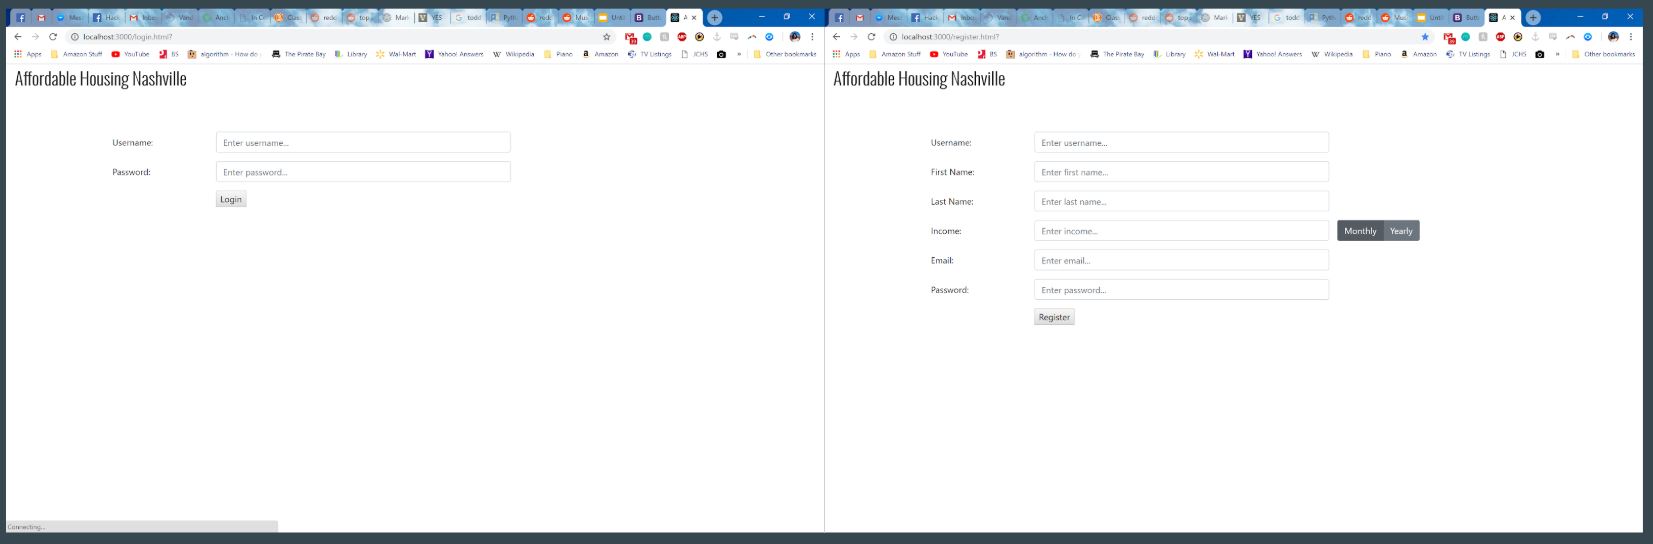 Mes
Hack
Inbo
Vand
And
In C
Clas
redd
top
Mari
YES
todd
Pyth
redd
Mus
Unti
Butt
A
localhost:3000/login.html?
Apps
Amazon Stuff
YouTube
BS
algorithm - How do
The Pirate Bay
Library
Wal-Mart
Yahoo! Answers
Wikipedia
Piano
Amazon
TV Listings
JCHS
»
Other bookmarks
Affordable Housing Nashville
Username:
Enter username...
Password:
Enter password...
Login
Connecting...
Mes
Hack
Inbo
Vand
And
In C
Clas
redd
top
Mari
YES
todd
Pyth
redd
Mus
Unti
Butt
A
localhost:3000/register.html?
Apps
Amazon Stuff
YouTube
BS
algorithm - How do
The Pirate Bay
Library
Wal-Mart
Yahoo! Answers
Wikipedia
Piano
Amazon
TV Listings
JCHS
»
Other bookmarks
Affordable Housing Nashville
Username:
Enter username...
First Name:
Enter first name...
Last Name:
Enter last name...
Income:
Enter income...
Monthly
Yearly
Email:
Enter email...
Password:
Enter password...
Register